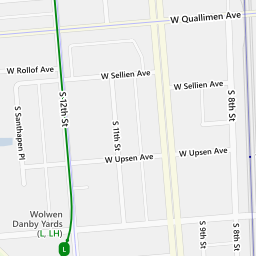 W Quallimen Ave
W Rollof Ave
W Sellien Ave
W Sellien Ave
S-12th St
S 8th St
S Santhapen Pl
S 11th St
W Upsen Ave
W Upsen Ave
Wolwen
Danby Yards
(L, LH)
L
S 9th St
S 8th St